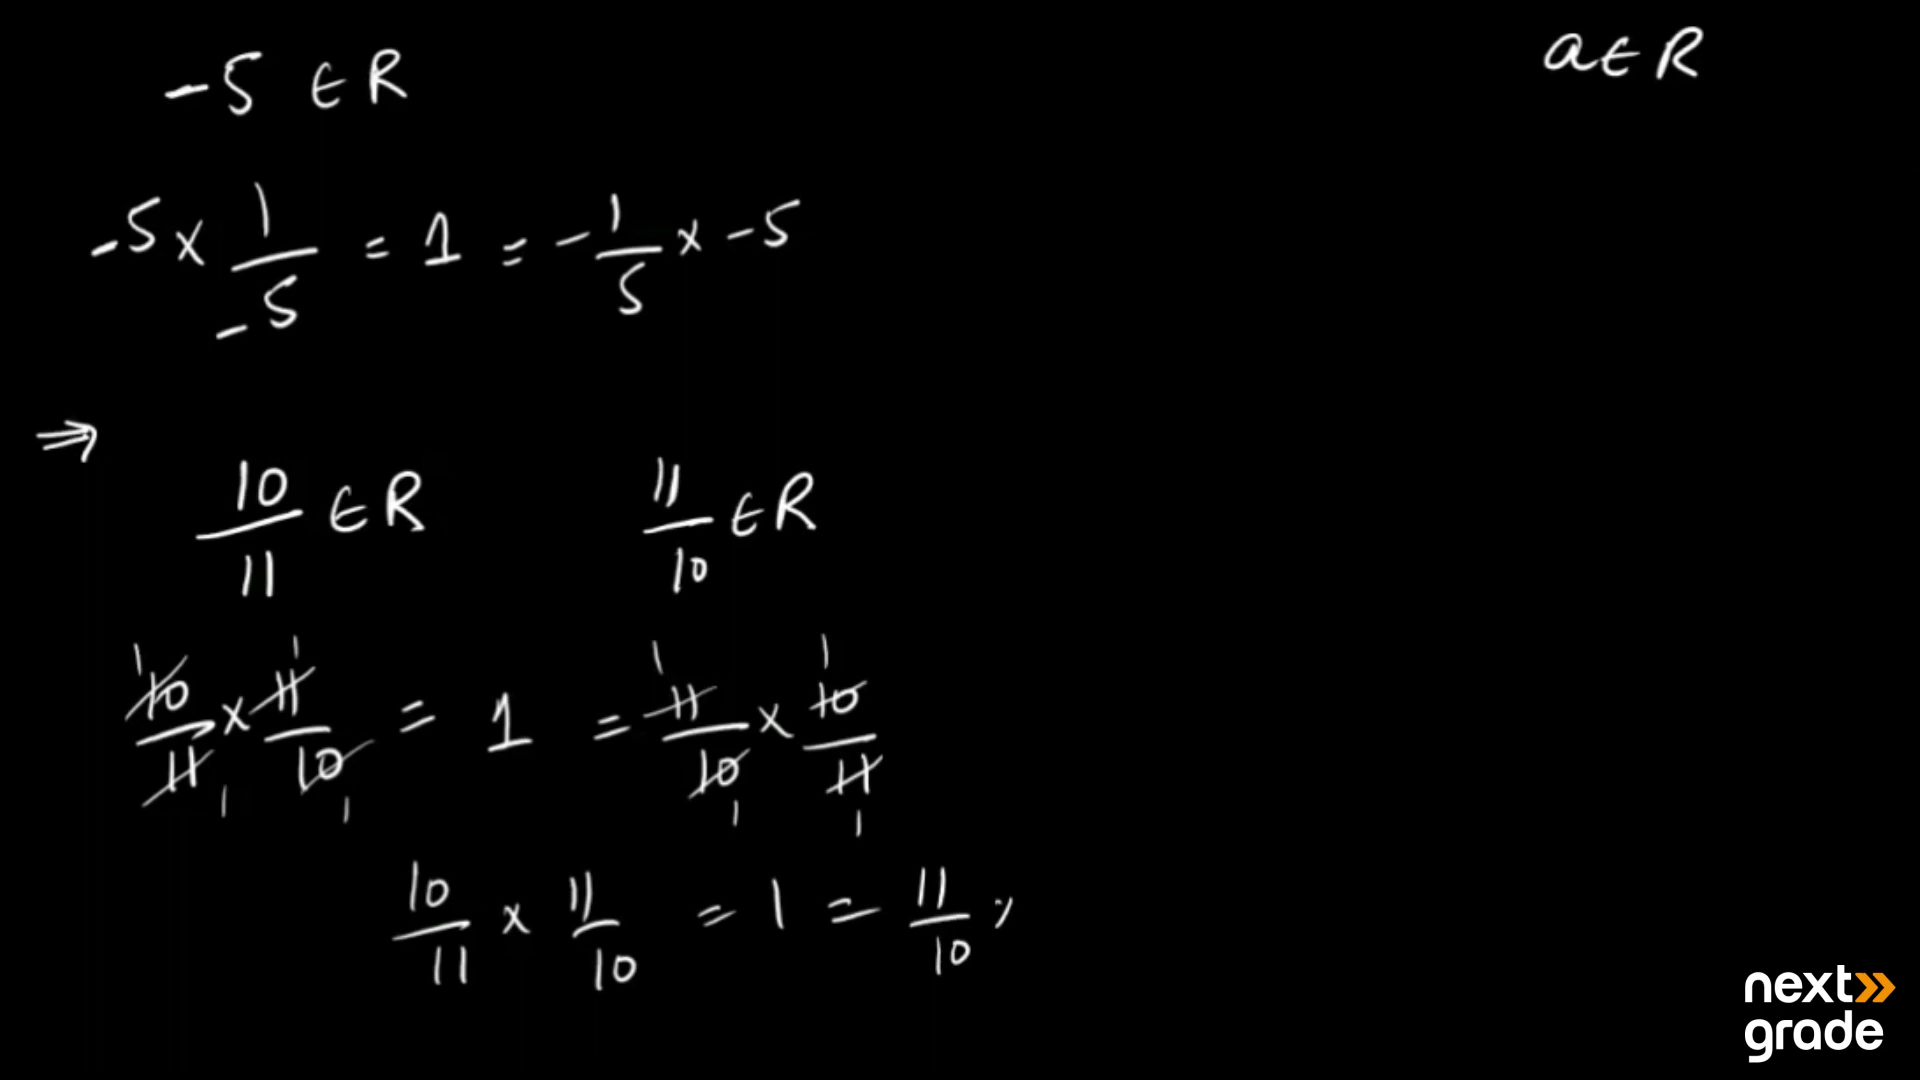 -5 ∈ R
a ∈ R
-5 × 1/-5 = 1 = -1/5 × -5
⇒
10/11 ∈ R 11/10 ∈ R
10/11 × 11/10 = 1 = 11/10 × 10/11
10/11 × 11/10 = 1 = 11/10 ×
next
grade